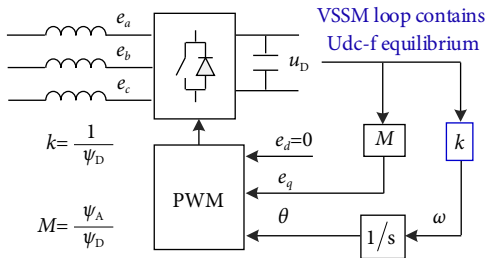 VSSM loop contains
Udc-f equilibrium
e_a
e_b
e_c
u_D
k= 1/ψ_D
e_d=0
M
k
e_q
PWM
M= ψ_A/ψ_D
θ
1/s
ω